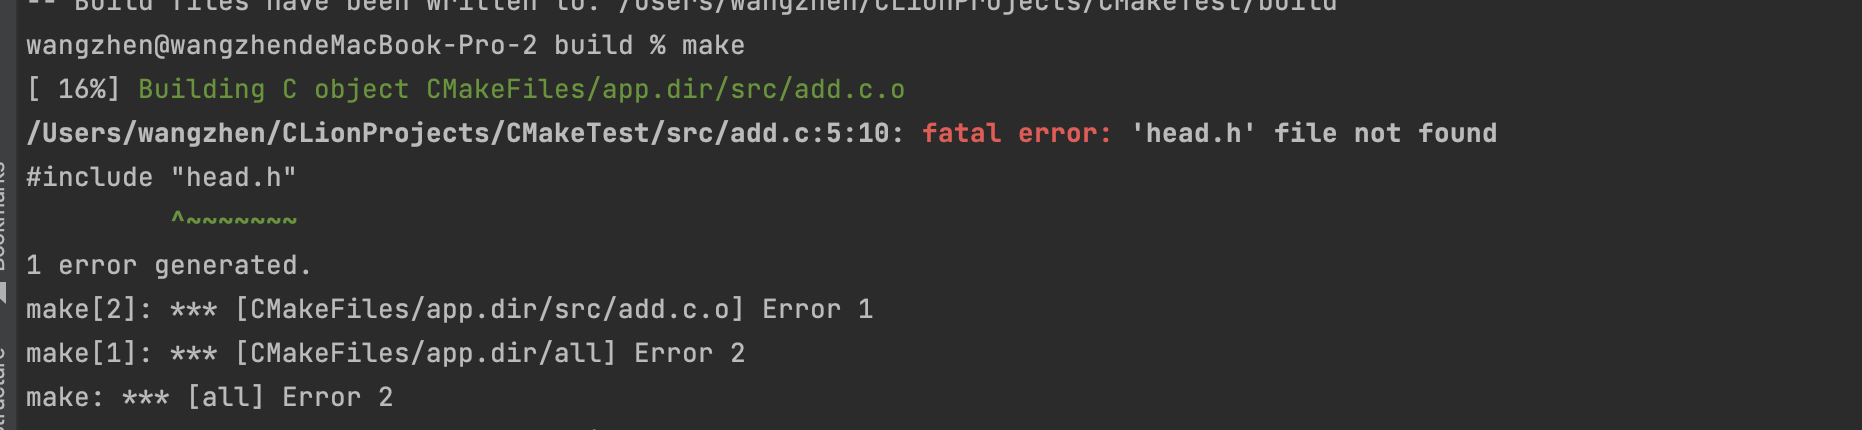 -- Build files have been written to: /Users/wangzhen/CLionProjects/CMakeTest/build
wangzhen@wangzhendeMacBook-Pro-2 build % make
[ 16%] Building C object CMakeFiles/app.dir/src/add.c.o
/Users/wangzhen/CLionProjects/CMakeTest/src/add.c:5:10: fatal error: 'head.h' file not found
#include "head.h"
         ^~~~~~~~
1 error generated.
make[2]: *** [CMakeFiles/app.dir/src/add.c.o] Error 1
make[1]: *** [CMakeFiles/app.dir/all] Error 2
make: *** [all] Error 2
Bookmarks